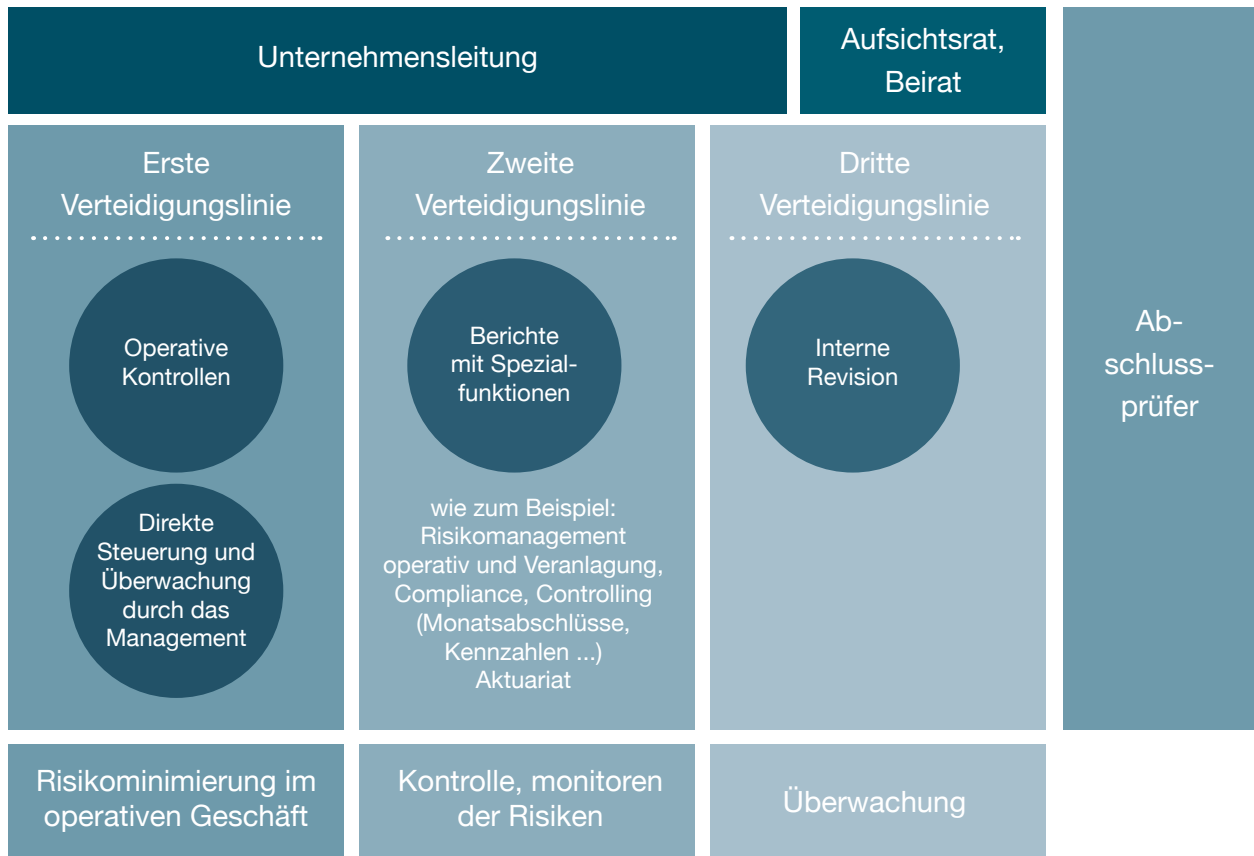 Unternehmensleitung
Aufsichtsrat,
Beirat
Erste
Verteidigungslinie
Operative
Kontrollen
Direkte
Steuerung und
Überwachung
durch das
Management
Risikominimierung im
operativen Geschäft
Zweite
Verteidigungslinie
Berichte
mit Spezial-
funktionen
wie zum Beispiel:
Risikomanagement
operativ und Veranlagung,
Compliance, Controlling
(Monatsabschlüsse,
Kennzahlen ...)
Aktuariat
Kontrolle, monitoren
der Risiken
Dritte
Verteidigungslinie
Interne
Revision
Überwachung
Ab-
schluss-
prüfer